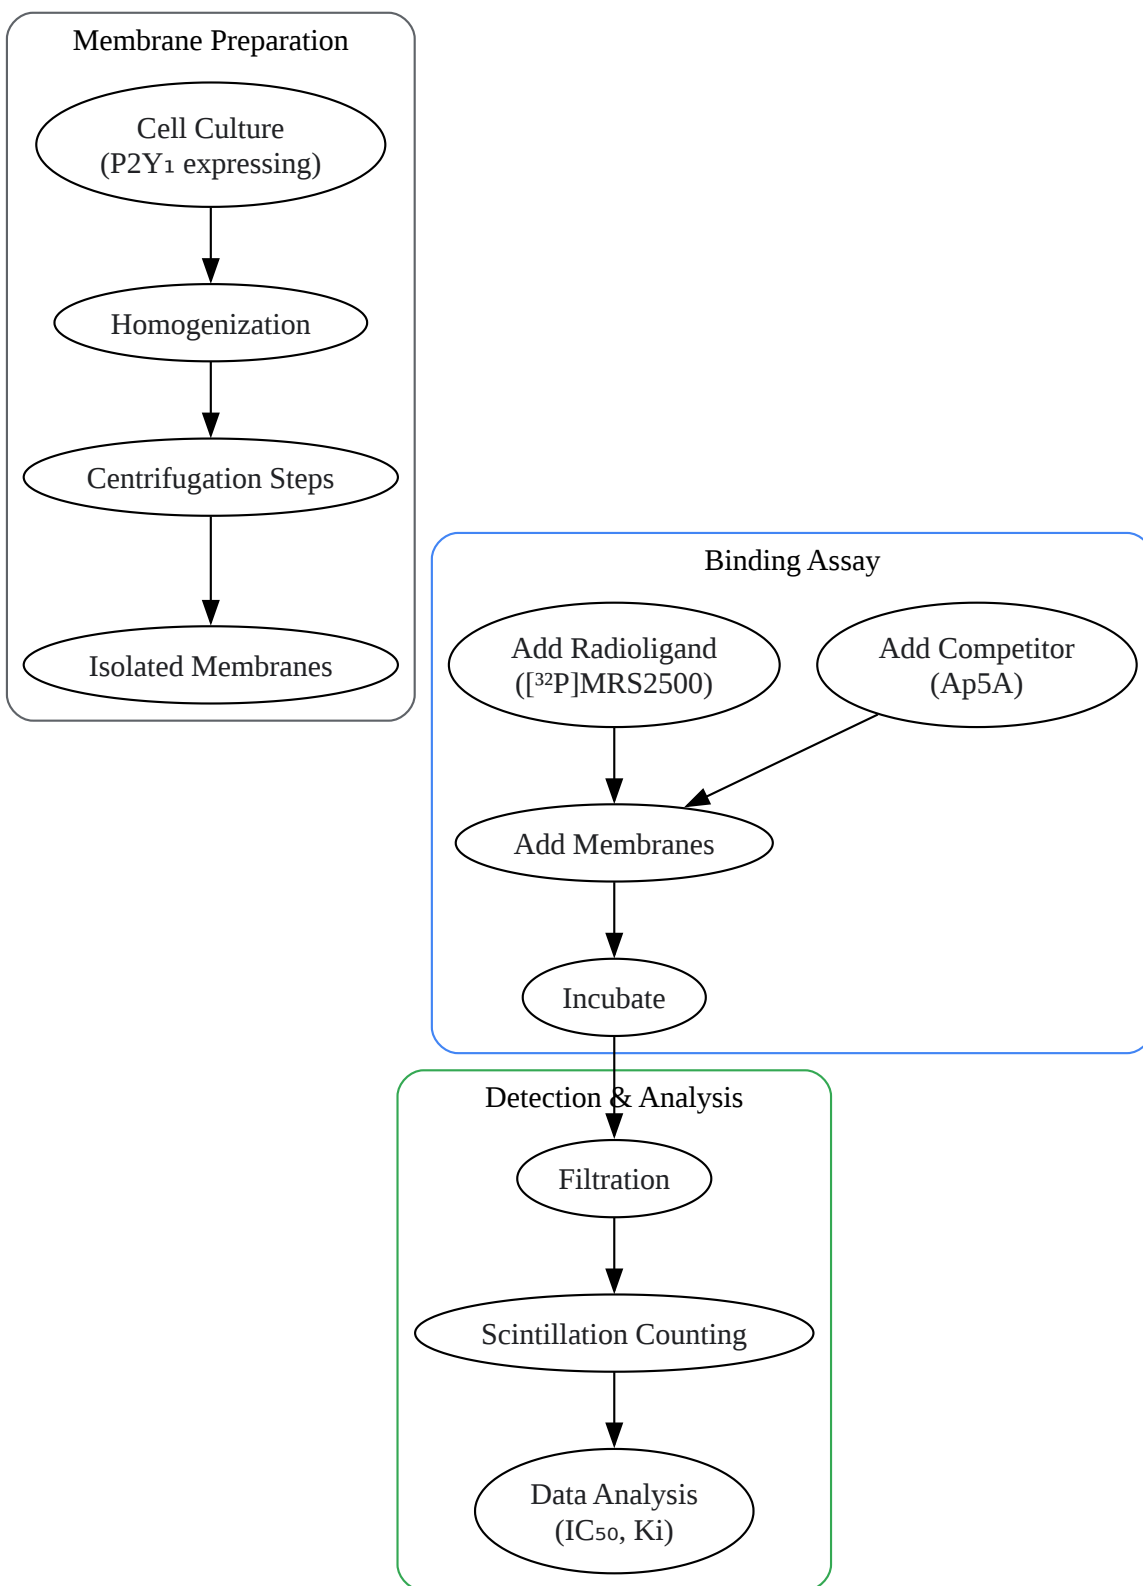 Membrane Preparation
Cell Culture
(P2Y₁ expressing)
Homogenization
Centrifugation Steps
Isolated Membranes
Binding Assay
Add Radioligand
([³²P]MRS2500)
Add Competitor
(Ap5A)
Add Membranes
Incubate
Detection & Analysis
Filtration
Scintillation Counting
Data Analysis
(IC₅₀, Ki)